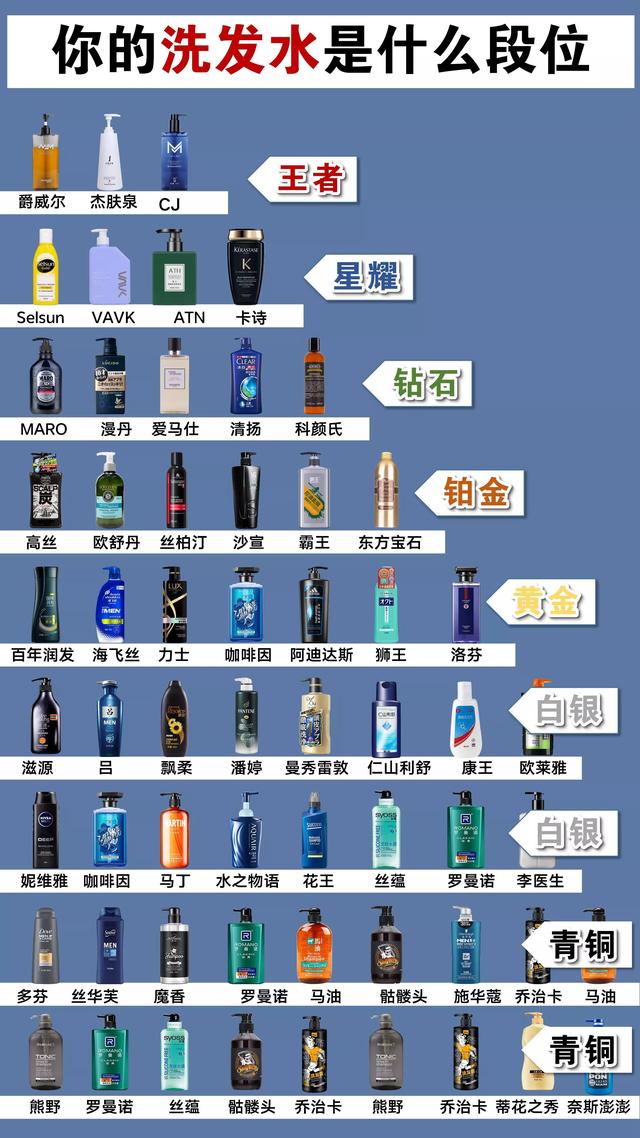 你的洗发水是什么段位
王者
爵威尔 杰肤泉 CJ
星耀
Selsun VAVK ATN 卡诗
钻石
MARO 漫丹 爱马仕 清扬 科颜氏
铂金
高丝 欧舒丹 丝柏汀 沙宣 霸王 东方宝石
黄金
百年润发 海飞丝 力士 咖啡因 阿迪达斯 狮王 洛芬
白银
滋源 吕 飘柔 潘婷 曼秀雷敦 仁山利舒 康王 欧莱雅
白银
妮维雅 咖啡因 马丁 水之物语 花王 丝蕴 罗曼诺 李医生
青铜
多芬 丝华芙 魔香 罗曼诺 马油 骷髅头 施华蔻 乔治卡 马油
青铜
熊野 罗曼诺 丝蕴 骷髅头 乔治卡 熊野 乔治卡 蒂花之秀 奈斯澎澎